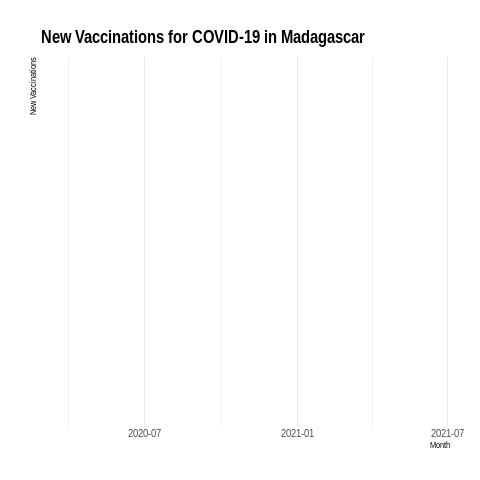 New Vaccinations for COVID-19 in Madagascar
New Vaccinations
2020-07
2021-01
2021-07
Month